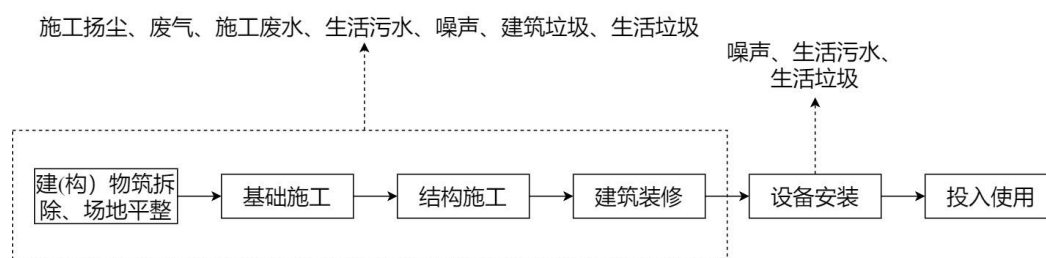 施工扬尘、废气、施工废水、生活污水、噪声、建筑垃圾、生活垃圾
噪声、生活污水、
生活垃圾
建(构）物筑拆
除、场地平整
基础施工
结构施工
建筑装修
设备安装
投入使用